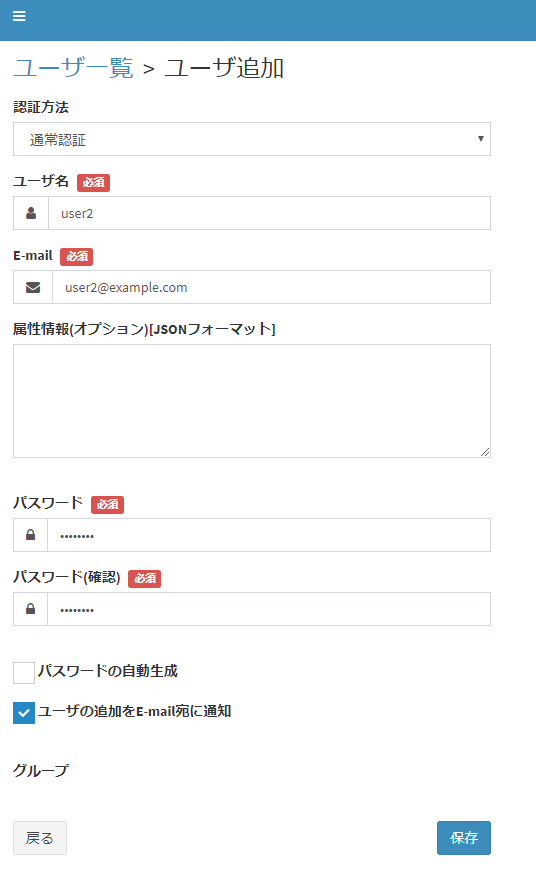 ユーザ一覧 > ユーザ追加
認証方法
通常認証
ユーザ名 必須
user2
E-mail 必須
user2@example.com
属性情報(オプション)[JSONフォーマット]
パスワード 必須
••••••••
パスワード(確認) 必須
••••••••
パスワードの自動生成
ユーザの追加をE-mail宛に通知
グループ
戻る 保存